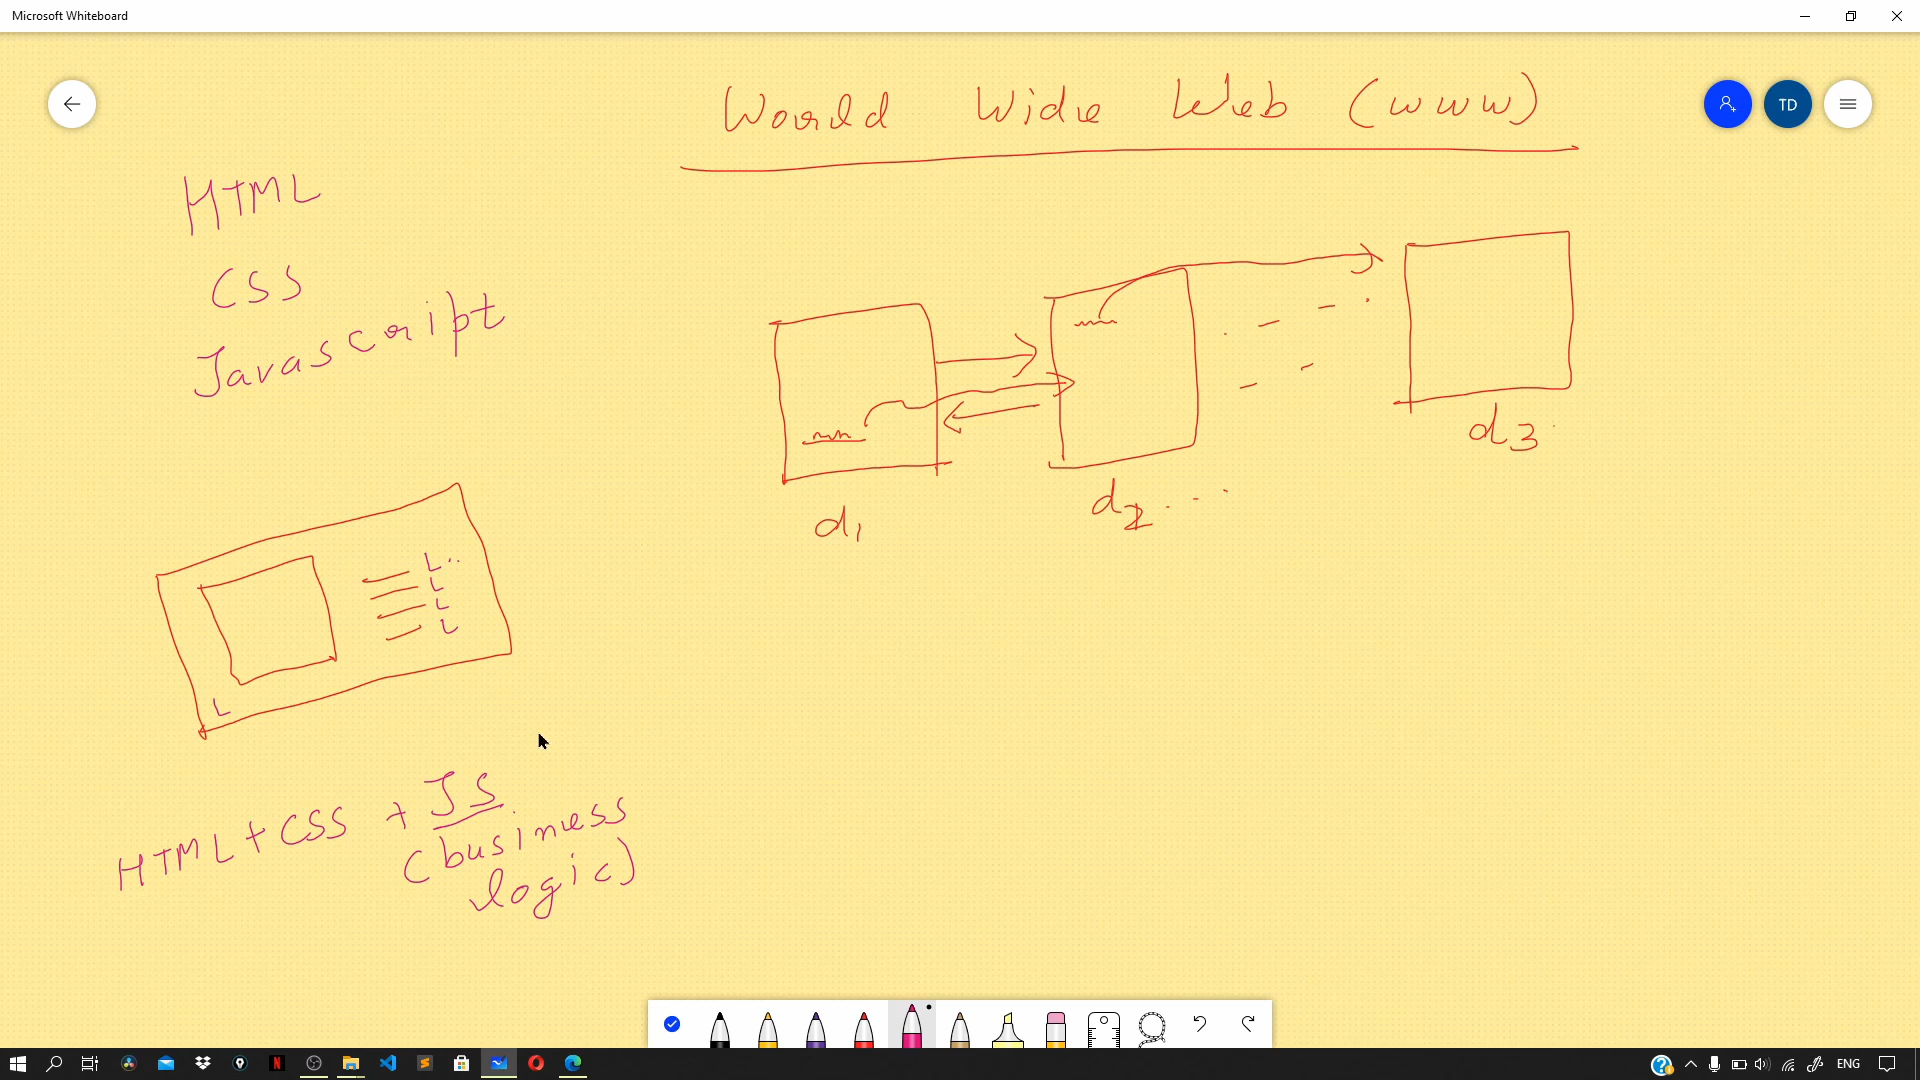 Microsoft Whiteboard
World Wide Web (WWW)
TD
HTML
CSS
Javascript
d1
d2
d3
L
L
L
L
L
HTML + CSS + JS
(business
logic)
ENG